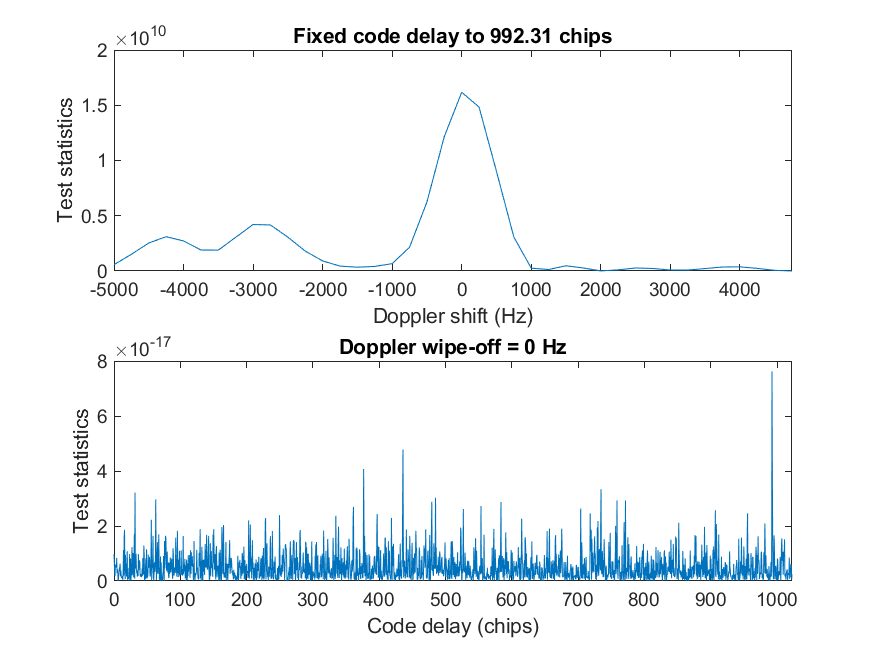 Fixed code delay to 992.31 chips
×10^10
2
1.5
1
0.5
0
Test statistics
-5000 -4000 -3000 -2000 -1000 0 1000 2000 3000 4000
Doppler shift (Hz)
Doppler wipe-off = 0 Hz
×10^-17
8
6
4
2
0
Test statistics
0 100 200 300 400 500 600 700 800 900 1000
Code delay (chips)